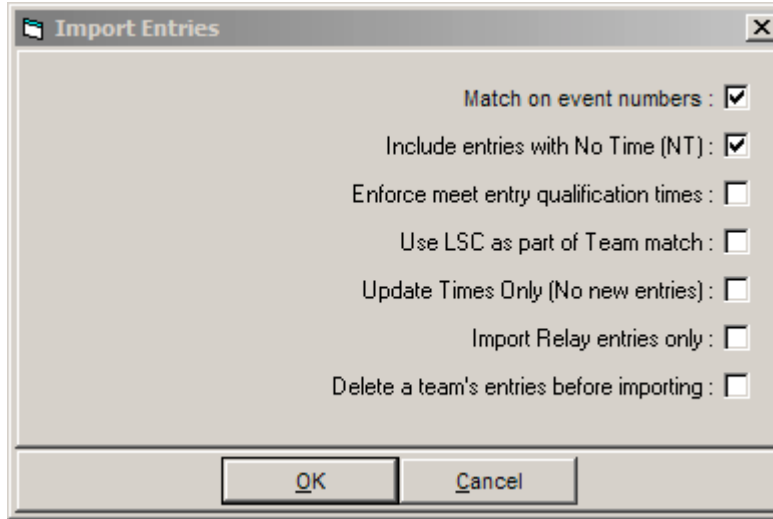 Import Entries
Match on event numbers :
Include entries with No Time (NT) :
Enforce meet entry qualification times :
Use LSC as part of Team match :
Update Times Only (No new entries) :
Import Relay entries only :
Delete a team's entries before importing :
OK Cancel